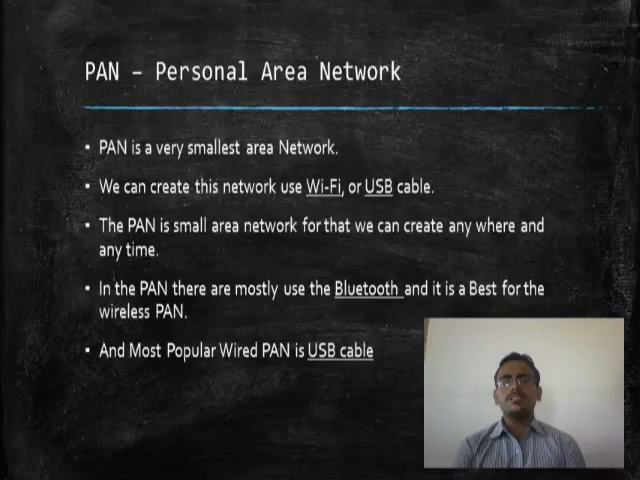 PAN – Personal Area Network
▪ PAN is a very smallest area Network.
▪ We can create this network use Wi-Fi, or USB cable.
▪ The PAN is small area network for that we can create any where and
any time.
▪ In the PAN there are mostly use the Bluetooth and it is a Best for the
wireless PAN.
▪ And Most Popular Wired PAN is USB cable